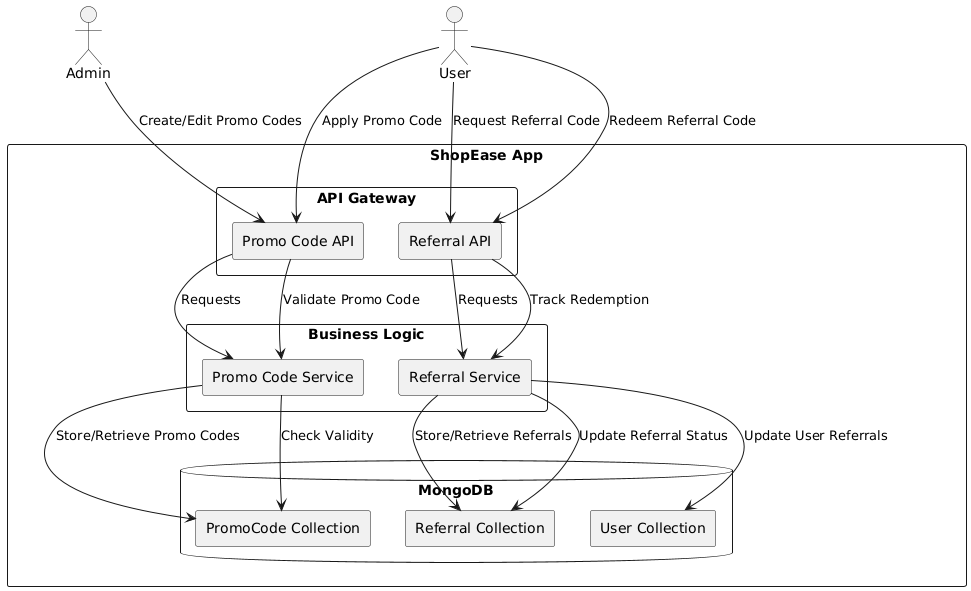 Admin
User
Create/Edit Promo Codes
Apply Promo Code
Request Referral Code
Redeem Referral Code
ShopEase App
API Gateway
Promo Code API
Referral API
Requests
Validate Promo Code
Requests
Track Redemption
Business Logic
Promo Code Service
Referral Service
Store/Retrieve Promo Codes
Check Validity
Store/Retrieve Referrals
Update Referral Status
Update User Referrals
MongoDB
PromoCode Collection
Referral Collection
User Collection